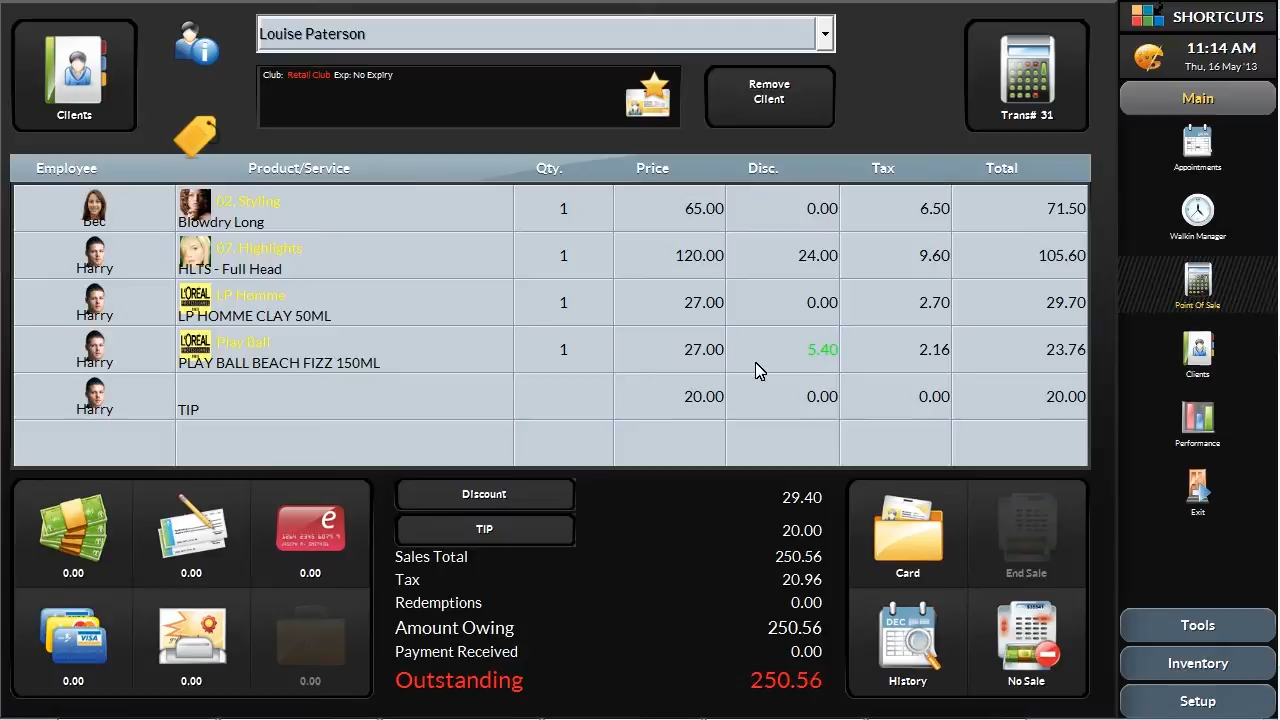 SHORTCUTS
Louise Paterson
11:14 AM
Thu, 16 May '13
Club: Retail Club Exp: No Expiry
Remove
Client
Clients
Trans# 31
Main
Employee Product/Service Qty. Price Disc. Tax Total
Bec 02. Styling
Blowdry Long 1 65.00 0.00 6.50 71.50
Harry 07. Highlights
HLTS - Full Head 1 120.00 24.00 9.60 105.60
Harry LP Homme
LP HOMME CLAY 50ML 1 27.00 0.00 2.70 29.70
Harry Play Ball
PLAY BALL BEACH FIZZ 150ML 1 27.00 5.40 2.16 23.76
Harry TIP 20.00 0.00 0.00 20.00
L'ORÉAL
L'ORÉAL
Appointments
Walkin Manager
Point Of Sale
Clients
Performance
Exit
0.00 0.00 0.00
0.00 0.00 0.00
VISA
Discount 29.40
TIP 20.00
Sales Total 250.56
Tax 20.96
Redemptions 0.00
Amount Owing 250.56
Payment Received 0.00
Outstanding 250.56
Card
End Sale
DEC
History
No Sale
Tools
Inventory
Setup